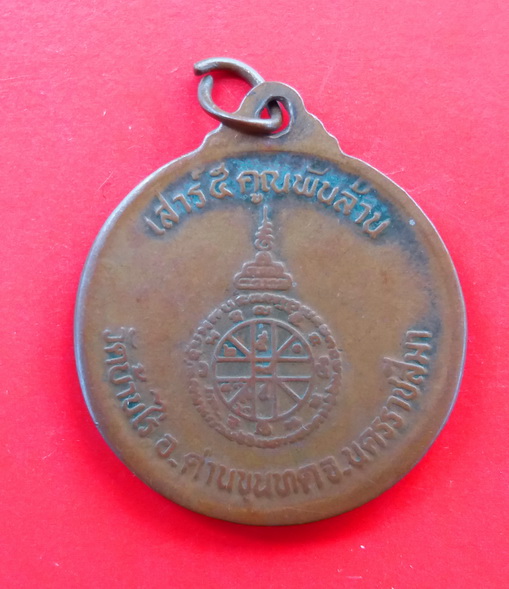 เสาร์ ๕ คูณพันล้าน
วัดบ้านไร่ อ.ด่านขุนทด จ.นครราชสีมา